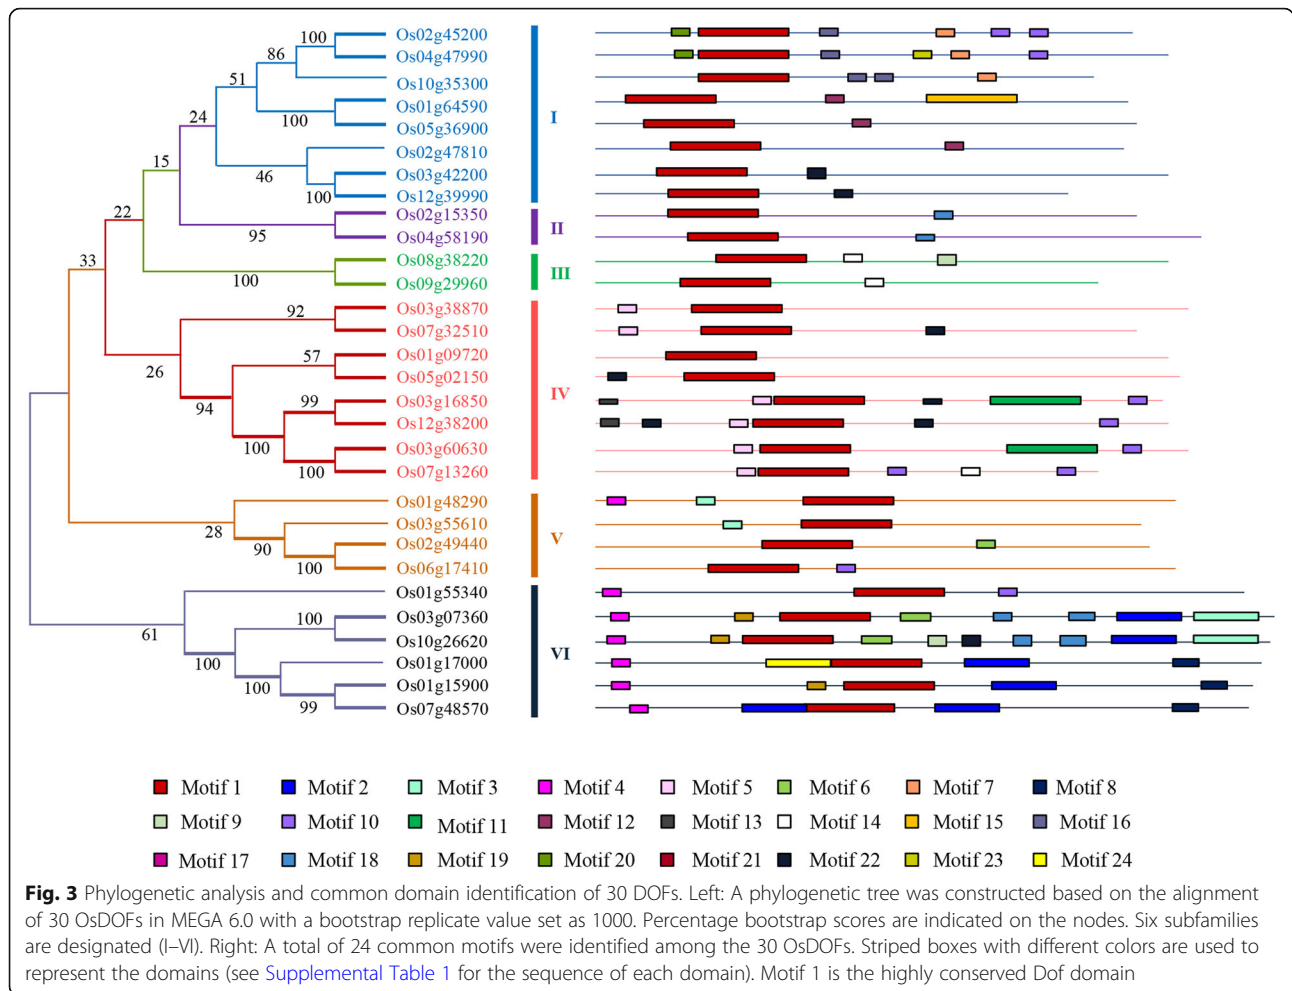 100
86
51
24
100
15
46
100
22
95
33
100
92
26
57
94
99
100
100
28
90
100
61
100
100
100
99
Os02g45200
Os04g47990
Os10g35300
Os01g64590
Os05g36900
Os02g47810
Os03g42200
Os12g39990
Os02g15350
Os04g58190
Os08g38220
Os09g29960
Os03g38870
Os07g32510
Os01g09720
Os05g02150
Os03g16850
Os12g38200
Os03g60630
Os07g13260
Os01g48290
Os03g55610
Os02g49440
Os06g17410
Os01g55340
Os03g07360
Os10g26620
Os01g17000
Os01g15900
Os07g48570
I
II
III
IV
V
VI
Motif 1 Motif 2 Motif 3 Motif 4 Motif 5 Motif 6 Motif 7 Motif 8
Motif 9 Motif 10 Motif 11 Motif 12 Motif 13 Motif 14 Motif 15 Motif 16
Motif 17 Motif 18 Motif 19 Motif 20 Motif 21 Motif 22 Motif 23 Motif 24
Fig. 3 Phylogenetic analysis and common domain identification of 30 DOFs. Left: A phylogenetic tree was constructed based on the alignment
of 30 OsDOFs in MEGA 6.0 with a bootstrap replicate value set as 1000. Percentage bootstrap scores are indicated on the nodes. Six subfamilies
are designated (I–VI). Right: A total of 24 common motifs were identified among the 30 OsDOFs. Striped boxes with different colors are used to
represent the domains (see Supplemental Table 1 for the sequence of each domain). Motif 1 is the highly conserved Dof domain